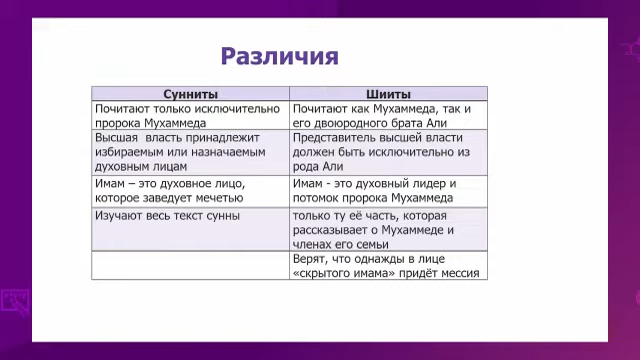 Различия
Сунниты
Шииты
Почитают только исключительно
пророка Мухаммеда
Почитают как Мухаммеда, так и
его двоюродного брата Али
Высшая власть принадлежит
избираемым или назначаемым
духовным лицам
Представитель высшей власти
должен быть исключительно из
рода Али
Имам – это духовное лицо,
которое заведует мечетью
Имам - это духовный лидер и
потомок пророка Мухаммеда
Изучают весь текст сунны
только ту её часть, которая
рассказывает о Мухаммеде и
членах его семьи
Верят, что однажды в лице
«скрытого имама» придёт мессия